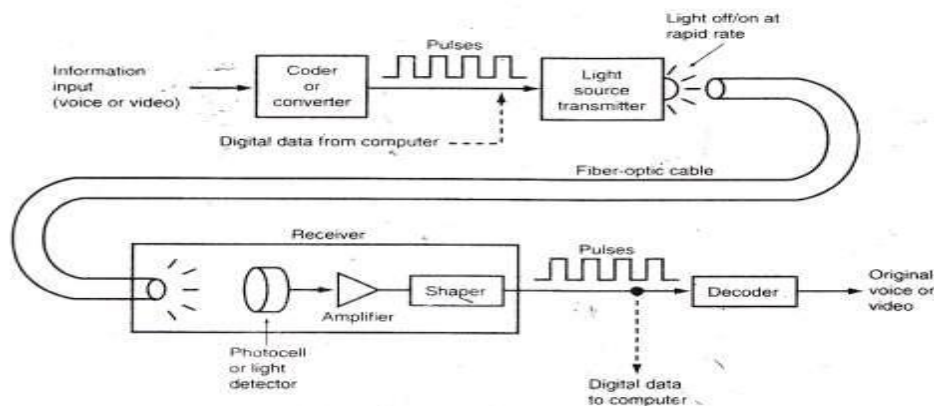 Light off/on at
rapid rate
Pulses
Information
input
(voice or video)
Coder
or
converter
Light
source
transmitter
Digital data from computer
Fiber-optic cable
Receiver
Pulses
Shaper
Decoder
Original
voice or
video
Amplifier
Photocell
or light
detector
Digital data
to computer